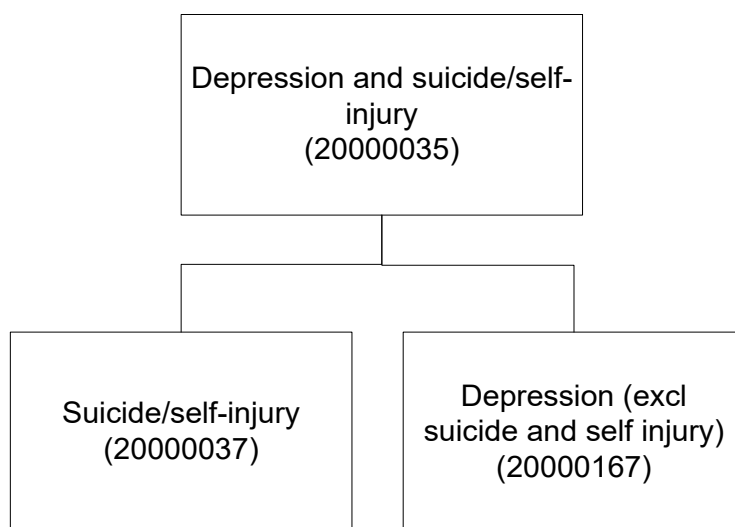 Depression and suicide/self-
injury
(20000035)
Suicide/self-injury
(20000037)
Depression (excl
suicide and self injury)
(20000167)